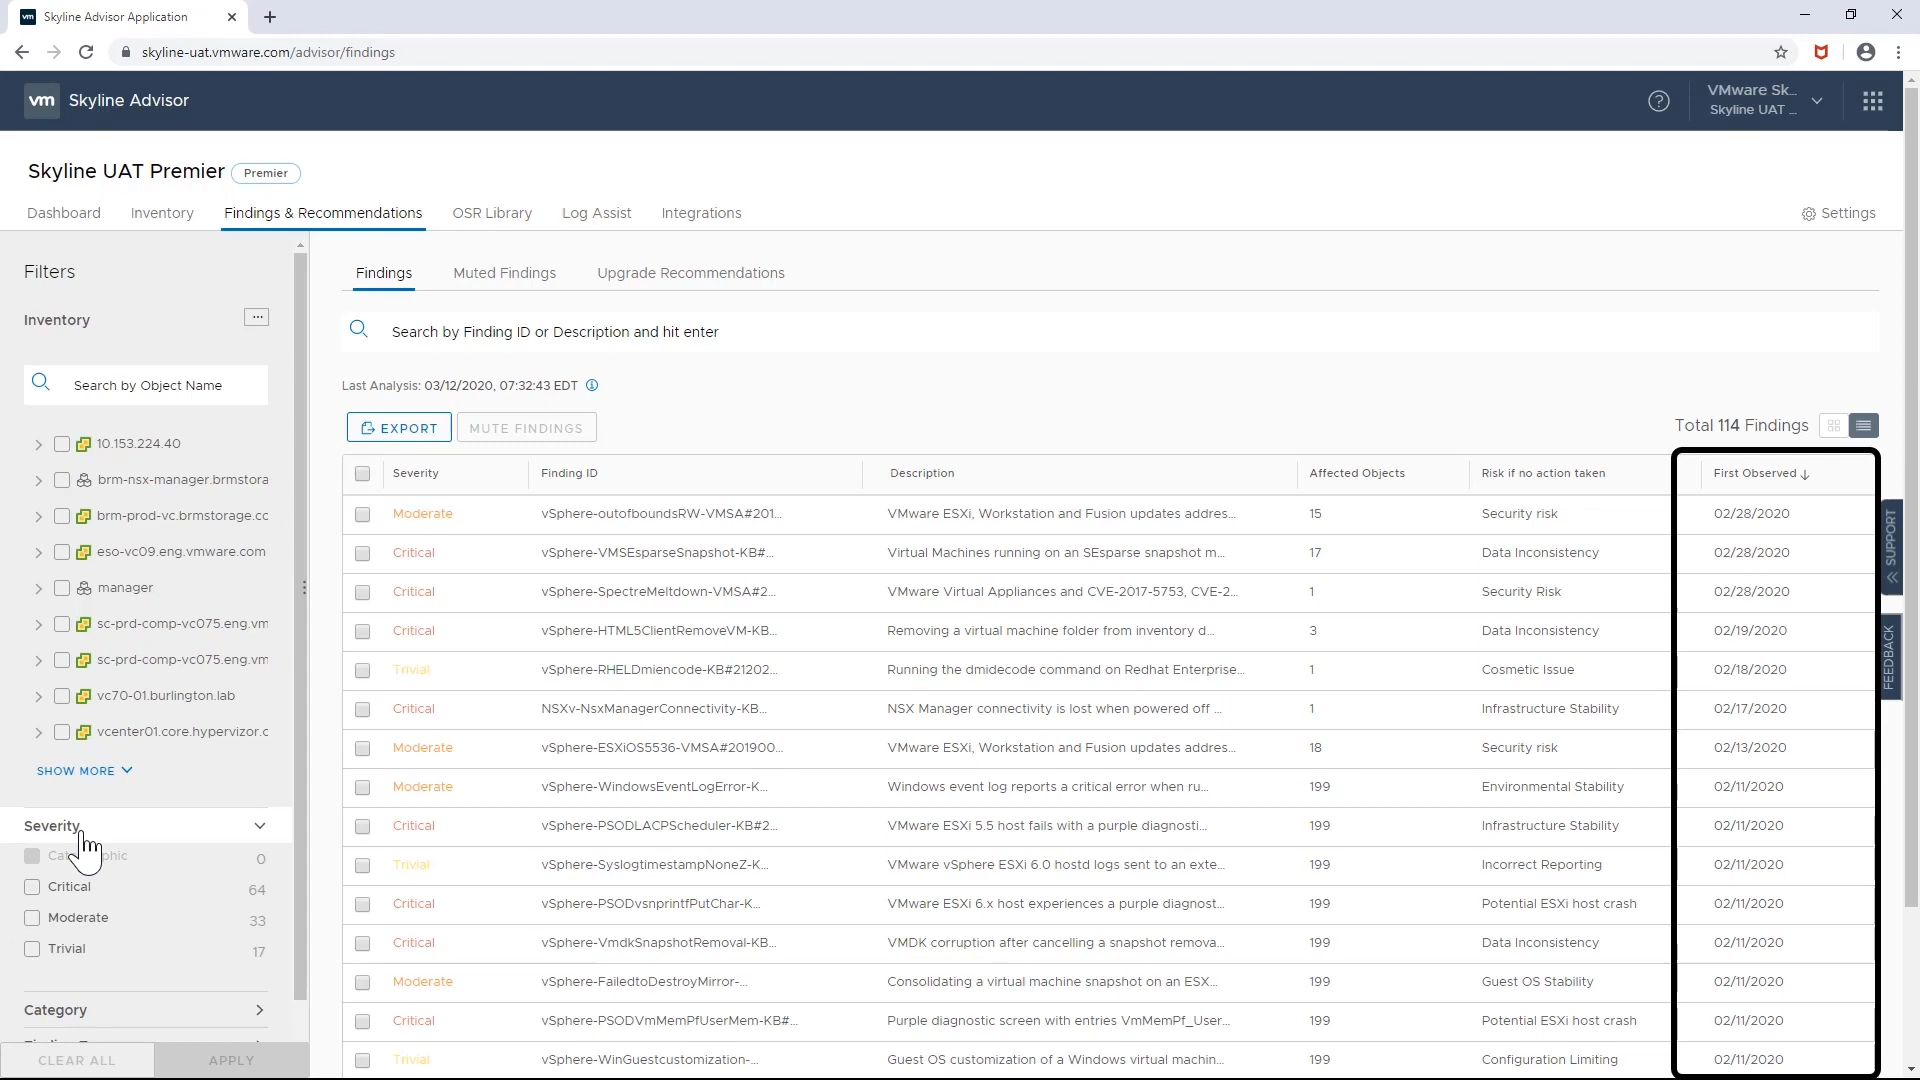 vm Skyline Advisor Application
skyline-uat.vmware.com/advisor/findings
vm Skyline Advisor
VMware Sk...
Skyline UAT ...
Skyline UAT Premier Premier
Dashboard Inventory Findings & Recommendations OSR Library Log Assist Integrations Settings
Filters
Inventory ...
Search by Object Name
10.153.224.40
brm-nsx-manager.brmstora
brm-prod-vc.brmstorage.cc
eso-vc09.eng.vmware.com
manager
sc-prd-comp-vc075.eng.vm
sc-prd-comp-vc075.eng.vm
vc70-01.burlington.lab
vcenter01.core.hypervizor.c
SHOW MORE
Severity
0
Critical 64
Moderate 33
Trivial 17
Category
CLEAR ALL APPLY
Findings Muted Findings Upgrade Recommendations
Search by Finding ID or Description and hit enter
Last Analysis: 03/12/2020, 07:32:43 EDT
EXPORT MUTE FINDINGS Total 114 Findings
Severity Finding ID Description Affected Objects Risk if no action taken First Observed
Moderate vSphere-outofboundsRW-VMSA#201... VMware ESXi, Workstation and Fusion updates addres... 15 Security risk 02/28/2020
Critical vSphere-VMSEsparseSnapshot-KB#... Virtual Machines running on an SEsparse snapshot m... 17 Data Inconsistency 02/28/2020
Critical vSphere-SpectreMeltdown-VMSA#2... VMware Virtual Appliances and CVE-2017-5753, CVE-2... 1 Security Risk 02/28/2020
Critical vSphere-HTML5ClientRemoveVM-KB... Removing a virtual machine folder from inventory d... 3 Data Inconsistency 02/19/2020
Trivial vSphere-RHELDmiencode-KB#21202... Running the dmidecode command on Redhat Enterprise... 1 Cosmetic Issue 02/18/2020
Critical NSXv-NsxManagerConnectivity-KB... NSX Manager connectivity is lost when powered off ... 1 Infrastructure Stability 02/17/2020
Moderate vSphere-ESXiOS5536-VMSA#201900... VMware ESXi, Workstation and Fusion updates addres... 18 Security risk 02/13/2020
Moderate vSphere-WindowsEventLogError-K... Windows event log reports a critical error when ru... 199 Environmental Stability 02/11/2020
Critical vSphere-PSODLACPScheduler-KB#2... VMware ESXi 5.5 host fails with a purple diagnosti... 199 Infrastructure Stability 02/11/2020
Trivial vSphere-SyslogtimestampNoneZ-K... VMware vSphere ESXi 6.0 hostd logs sent to an exte... 199 Incorrect Reporting 02/11/2020
Critical vSphere-PSODvsnprintfPutChar-K... VMware ESXi 6.x host experiences a purple diagnost... 199 Potential ESXi host crash 02/11/2020
Critical vSphere-VmdkSnapshotRemoval-KB... VMDK corruption after cancelling a snapshot remova... 199 Data Inconsistency 02/11/2020
Moderate vSphere-FailedtoDestroyMirror-... Consolidating a virtual machine snapshot on an ESX... 199 Guest OS Stability 02/11/2020
Critical vSphere-PSODVmMemPfUserMem-KB#... Purple diagnostic screen with entries VmMemPf_User... 199 Potential ESXi host crash 02/11/2020
Trivial vSphere-WinGuestcustomization-... Guest OS customization of a Windows virtual machin... 199 Configuration Limiting 02/11/2020
SUPPORT
FEEDBACK